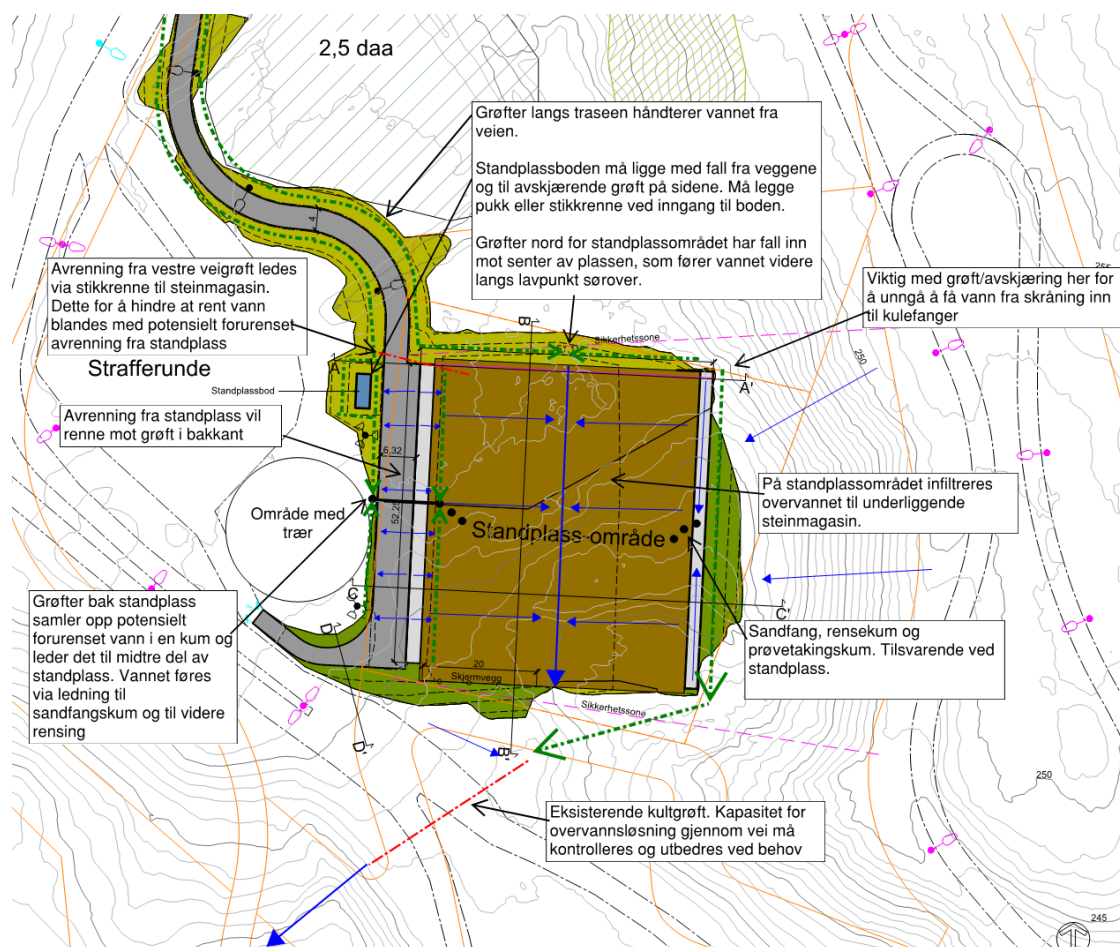 2,5 daa
Grøfter langs traseen håndterer vannet fra
veien.
Standplassboden må ligge med fall fra veggene
og til avskjærende grøft på sidene. Må legge
pukk eller stikkrenne ved inngang til boden.
Grøfter nord for standplassområdet har fall inn
mot senter av plassen, som fører vannet videre
langs lavpunkt sørover.
4
Avrenning fra vestre veigrøft ledes
via stikkrenne til steinmagasin.
Dette for å hindre at rent vann
blandes med potensielt forurenset
avrenning fra standplass
Viktig med grøft/avskjæring her for
å unngå å få vann fra skråning inn
til kulefanger
255
250
B
Sikkerhetssone
Strafferunde
A
A'
Standplassbod
Avrenning fra standplass vil
renne mot grøft i bakkant
6,32
52,25
På standplassområdet infiltreres
overvannet til underliggende
steinmagasin.
Område med
trær
Standplass-område
Grøfter bak standplass
samler opp potensielt
forurenset vann i en kum og
leder det til midtre del av
standplass. Vannet føres
via ledning til
sandfangskum og til videre
rensing
C
C'
D
Sandfang, rensekum og
prøvetakingskum. Tilsvarende ved
standplass.
20
Skjermvegg
Sikkerhetssone
D'
B'
250
Eksisterende kultgrøft. Kapasitet for
overvannsløsning gjennom vei må
kontrolleres og utbedres ved behov
245